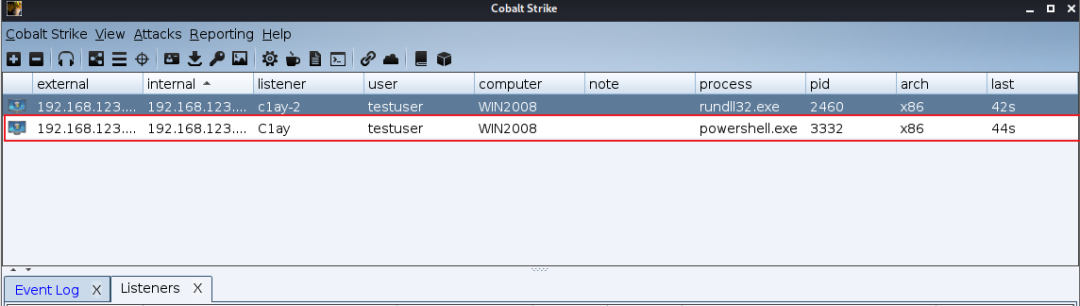 Cobalt Strike
Cobalt Strike View Attacks Reporting Help
external internal listener user computer note process pid arch last
192.168.123.... 192.168.123.... c1ay-2 testuser WIN2008 rundll32.exe 2460 x86 42s
192.168.123.... 192.168.123.... C1ay testuser WIN2008 powershell.exe 3332 x86 44s
Event Log X Listeners X